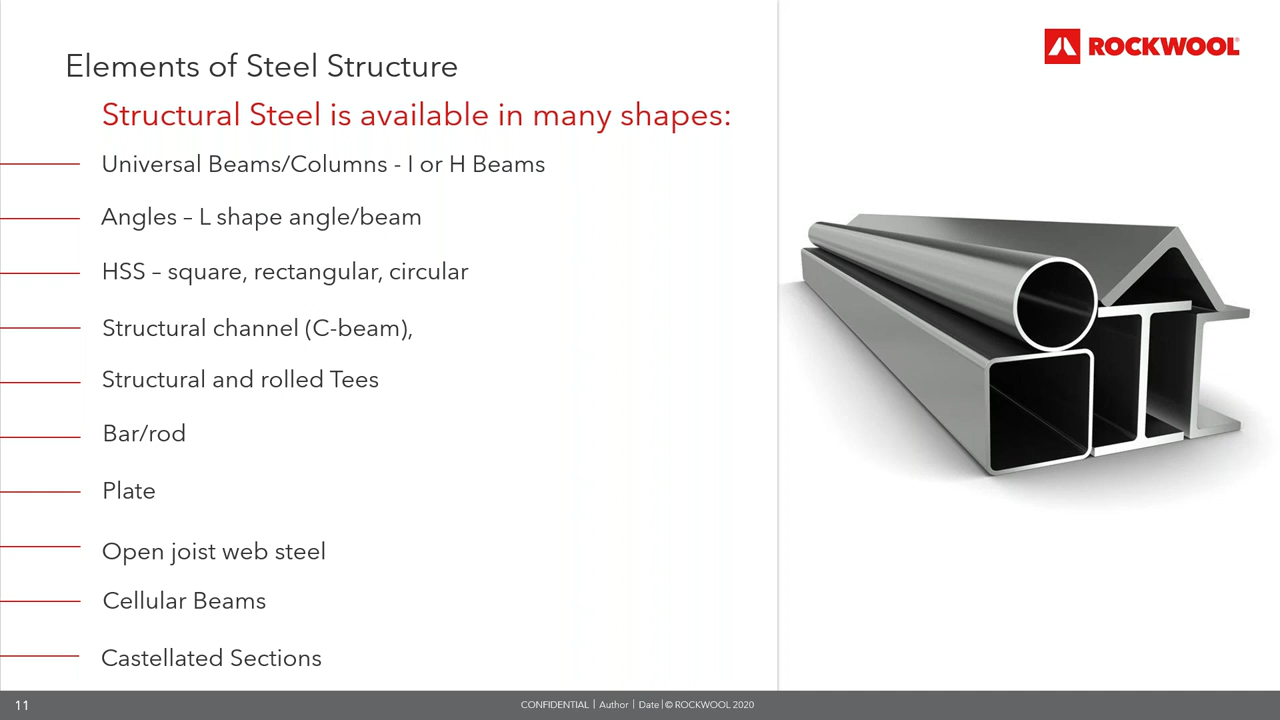 ROCKWOOL®
Elements of Steel Structure
Structural Steel is available in many shapes:
Universal Beams/Columns - I or H Beams
Angles – L shape angle/beam
HSS – square, rectangular, circular
Structural channel (C-beam),
Structural and rolled Tees
Bar/rod
Plate
Open joist web steel
Cellular Beams
Castellated Sections
11
CONFIDENTIAL | Author | Date | © ROCKWOOL 2020